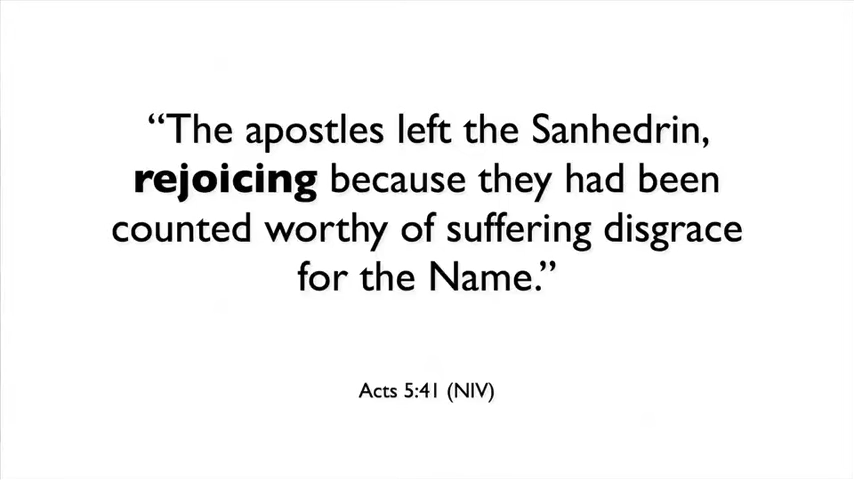 “The apostles left the Sanhedrin,
rejoicing because they had been
counted worthy of suffering disgrace
for the Name.”
Acts 5:41 (NIV)